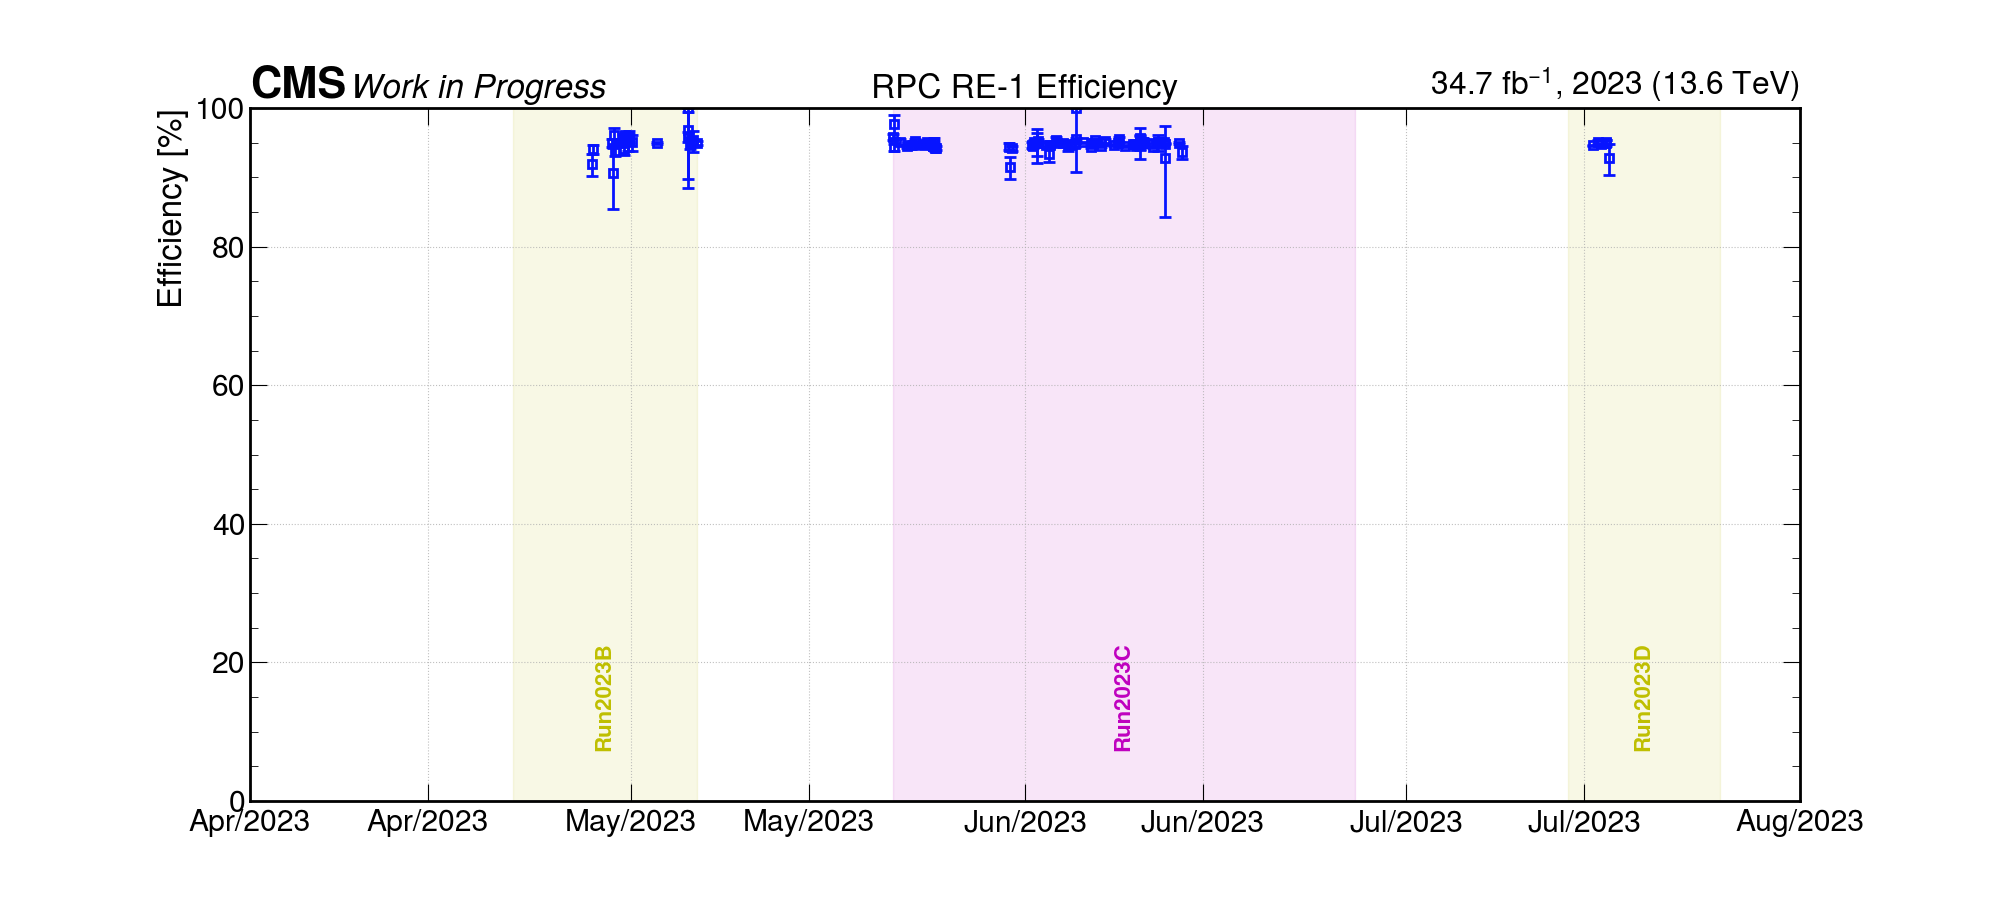 CMS Work in Progress
RPC RE-1 Efficiency
34.7 fb⁻¹, 2023 (13.6 TeV)
Efficiency [%]
100
80
60
40
20
0
Run2023B
Run2023C
Run2023D
Apr/2023 Apr/2023 May/2023 May/2023 Jun/2023 Jun/2023 Jul/2023 Jul/2023 Aug/2023